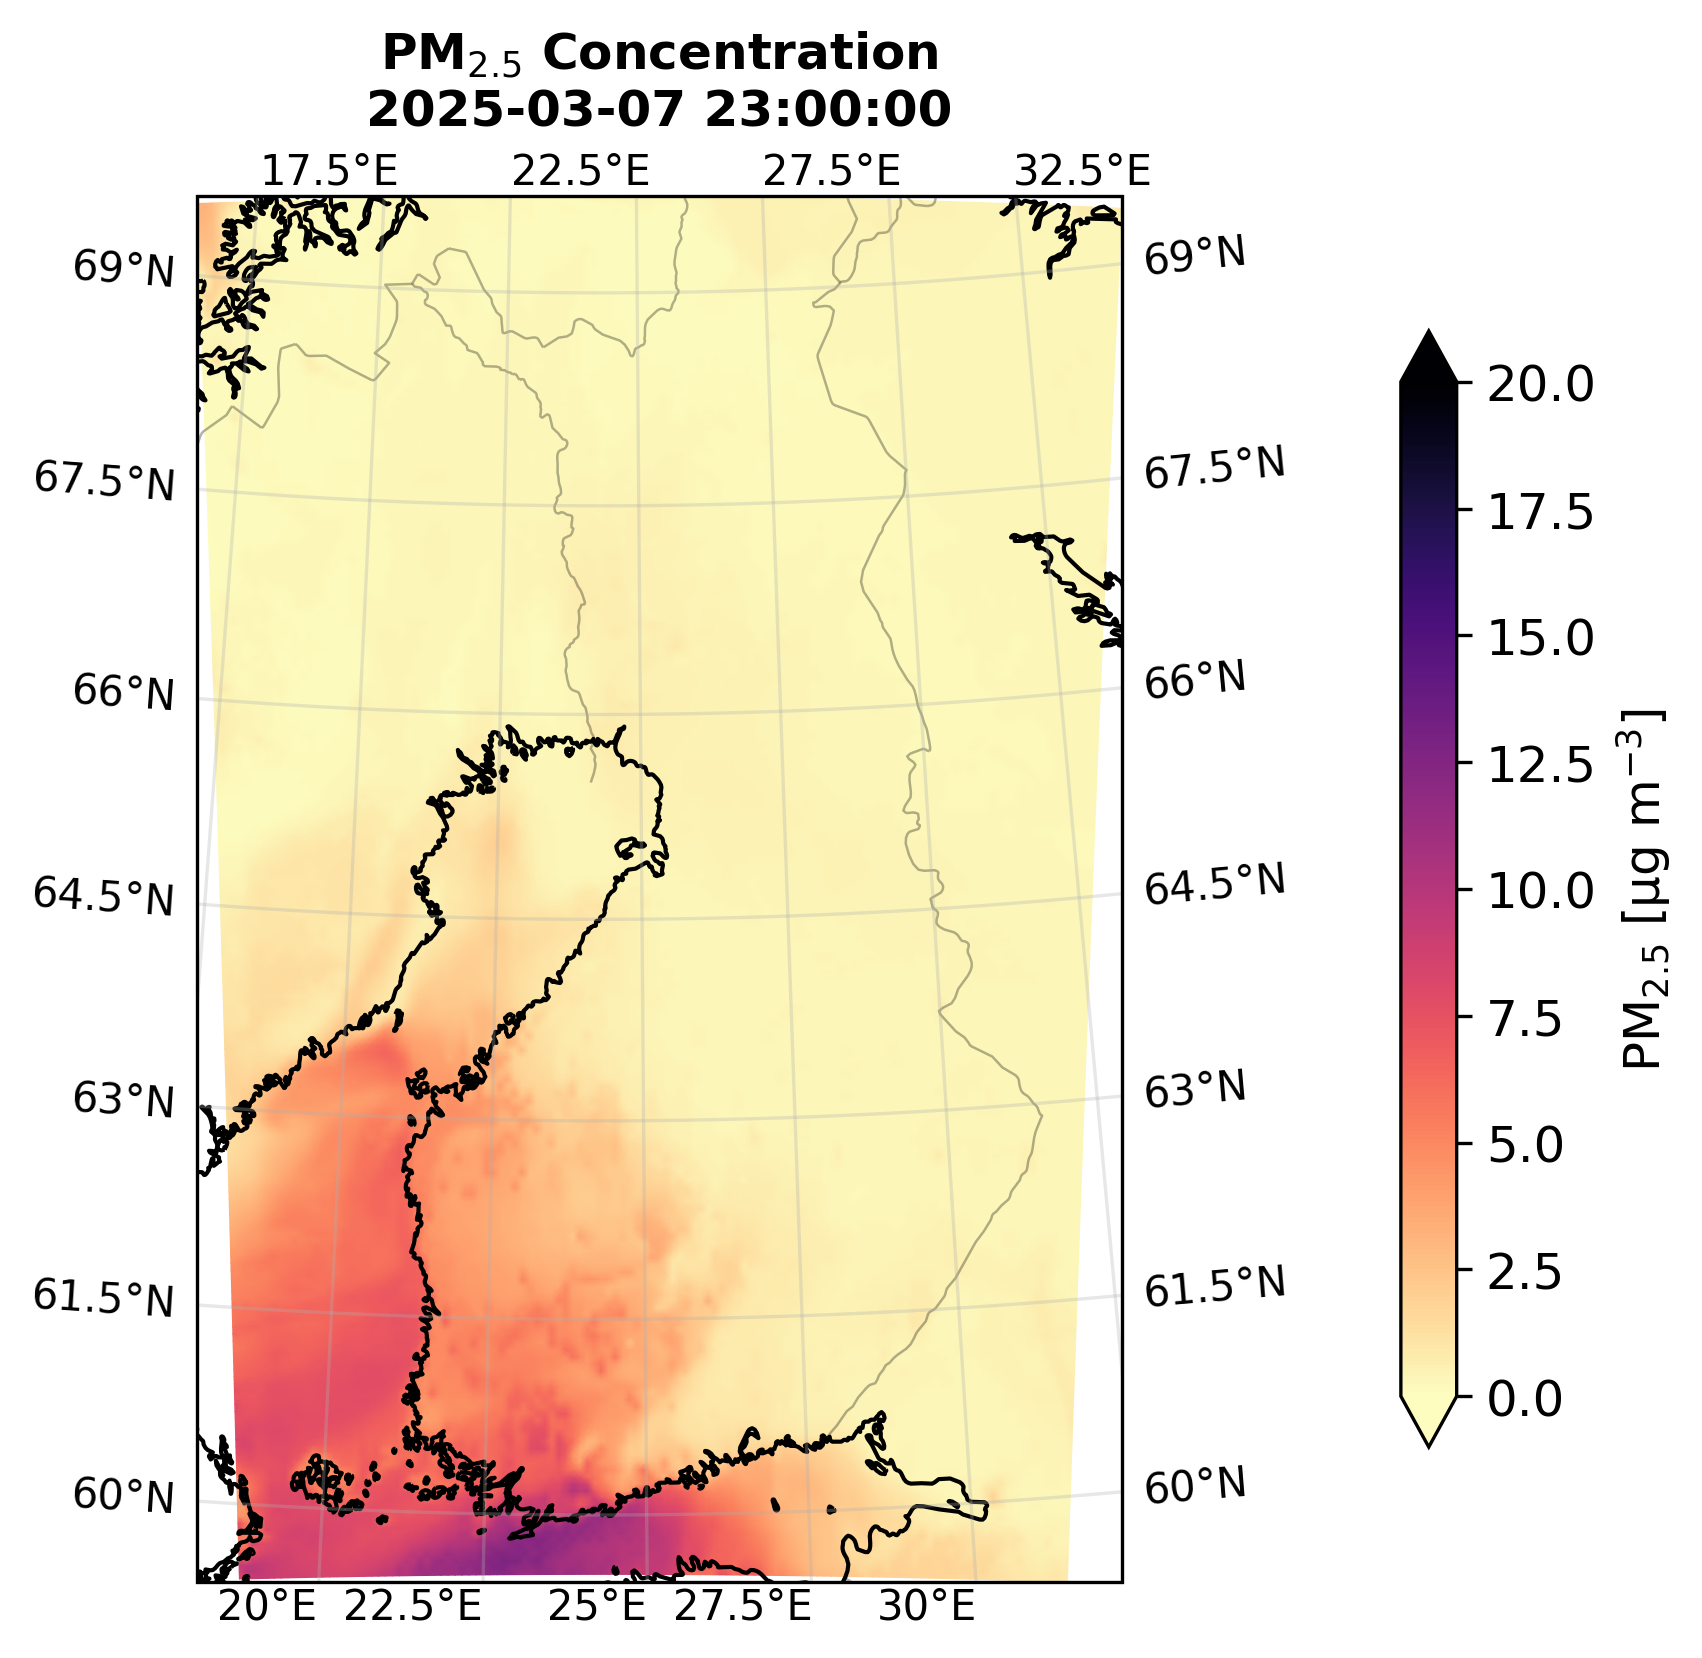 PM₂.₅ Concentration
2025-03-07 23:00:00
17.5°E 22.5°E 27.5°E 32.5°E
69°N 69°N
67.5°N 67.5°N
66°N 66°N
64.5°N 64.5°N
63°N 63°N
61.5°N 61.5°N
60°N 60°N
20°E 22.5°E 25°E 27.5°E 30°E
20.0
17.5
15.0
12.5
10.0
7.5
5.0
2.5
0.0
PM₂.₅ [µg m⁻³]